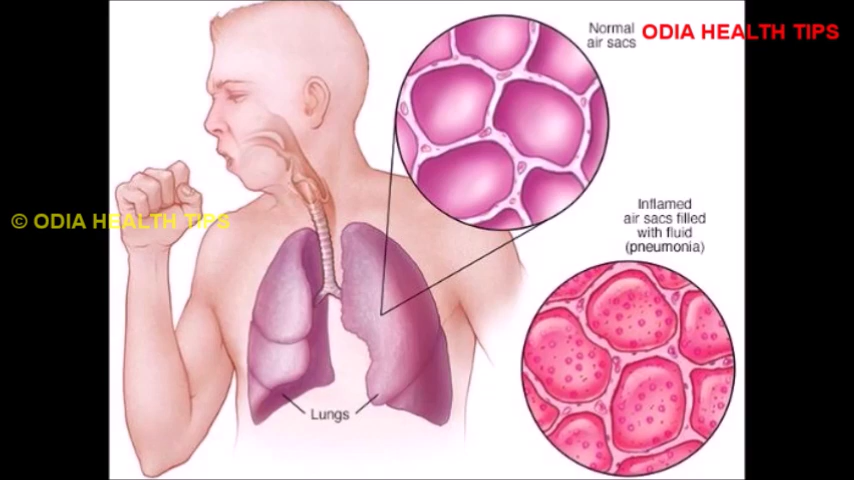 Normal
air sacs
ODIA HEALTH TIPS
Inflamed
air sacs filled
with fluid
(pneumonia)
© ODIA HEALTH TIPS
Lungs